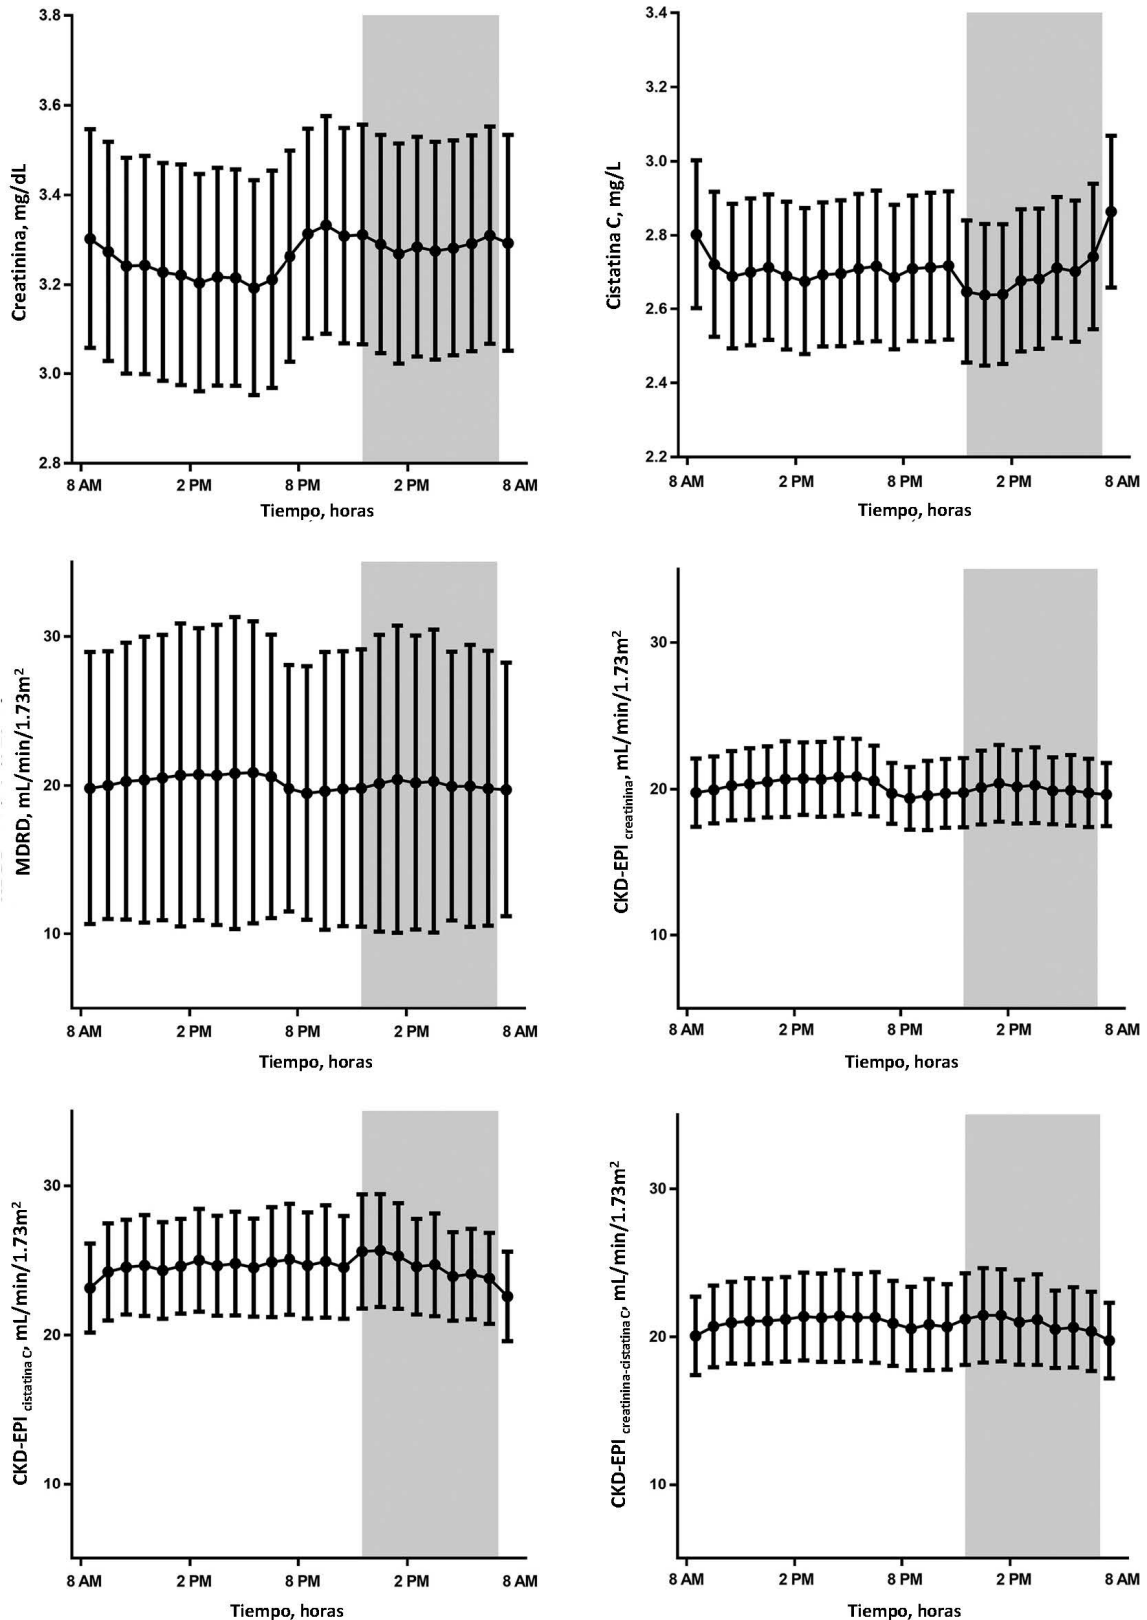 3.8
3.6
3.4
3.2
3.0
2.8
Creatinina, mg/dL
8 AM 2 PM 8 PM 2 PM 8 AM
Tiempo, horas
3.4
3.2
3.0
2.8
2.6
2.4
2.2
Cistatina C, mg/L
8 AM 2 PM 8 PM 2 PM 8 AM
Tiempo, horas
30
20
10
MDRD, mL/min/1.73m²
8 AM 2 PM 8 PM 2 PM 8 AM
Tiempo, horas
30
20
10
CKD-EPI creatinina, mL/min/1.73m²
8 AM 2 PM 8 PM 2 PM 8 AM
Tiempo, horas
30
20
10
CKD-EPI cistatina C, mL/min/1.73m²
8 AM 2 PM 8 PM 2 PM 8 AM
Tiempo, horas
30
20
10
CKD-EPI creatinina-cistatina C, mL/min/1.73m²
8 AM 2 PM 8 PM 2 PM 8 AM
Tiempo, horas